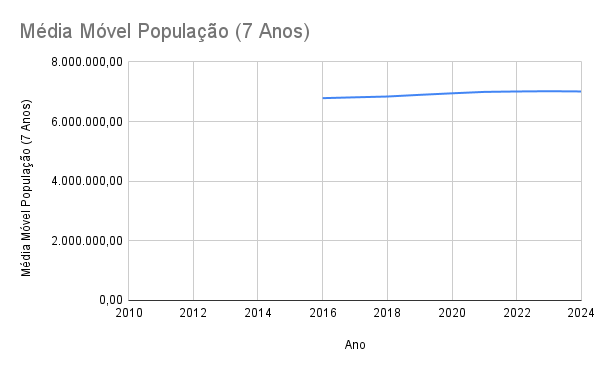 Média Móvel População (7 Anos)
Média Móvel População (7 Anos)
8.000.000,00
6.000.000,00
4.000.000,00
2.000.000,00
0,00
2010 2012 2014 2016 2018 2020 2022 2024
Ano